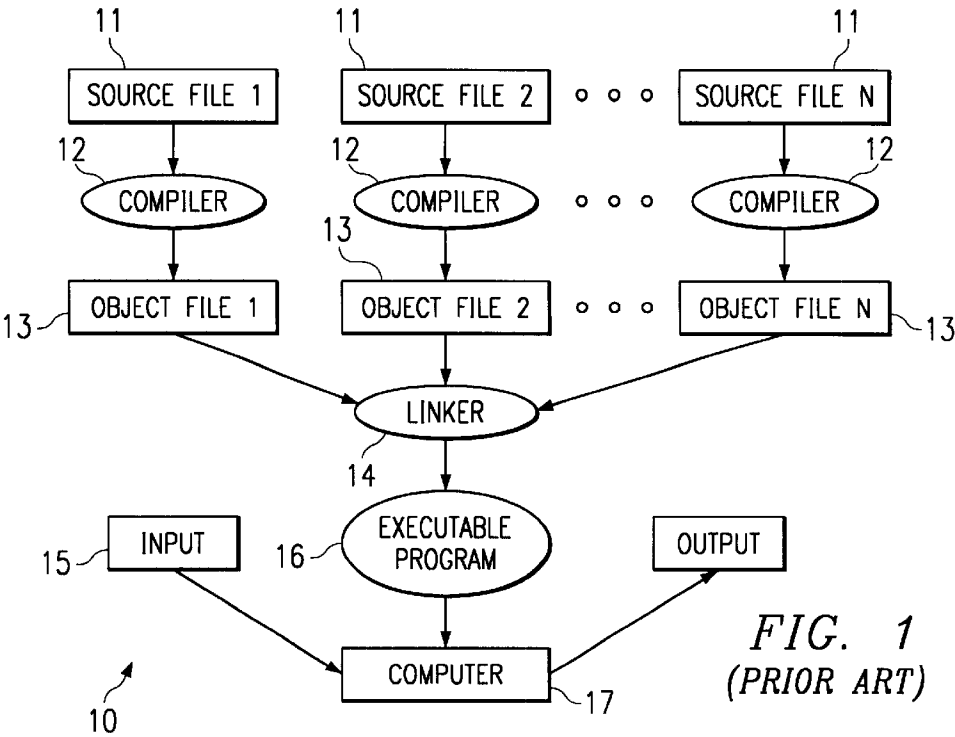 11
11
11
SOURCE FILE 1
SOURCE FILE 2
SOURCE FILE N
12
12
12
COMPILER
COMPILER
COMPILER
13
OBJECT FILE 1
OBJECT FILE 2
OBJECT FILE N
13
13
LINKER
14
INPUT
EXECUTABLE
PROGRAM
OUTPUT
15
16
COMPUTER
17
10
FIG. 1
(PRIOR ART)